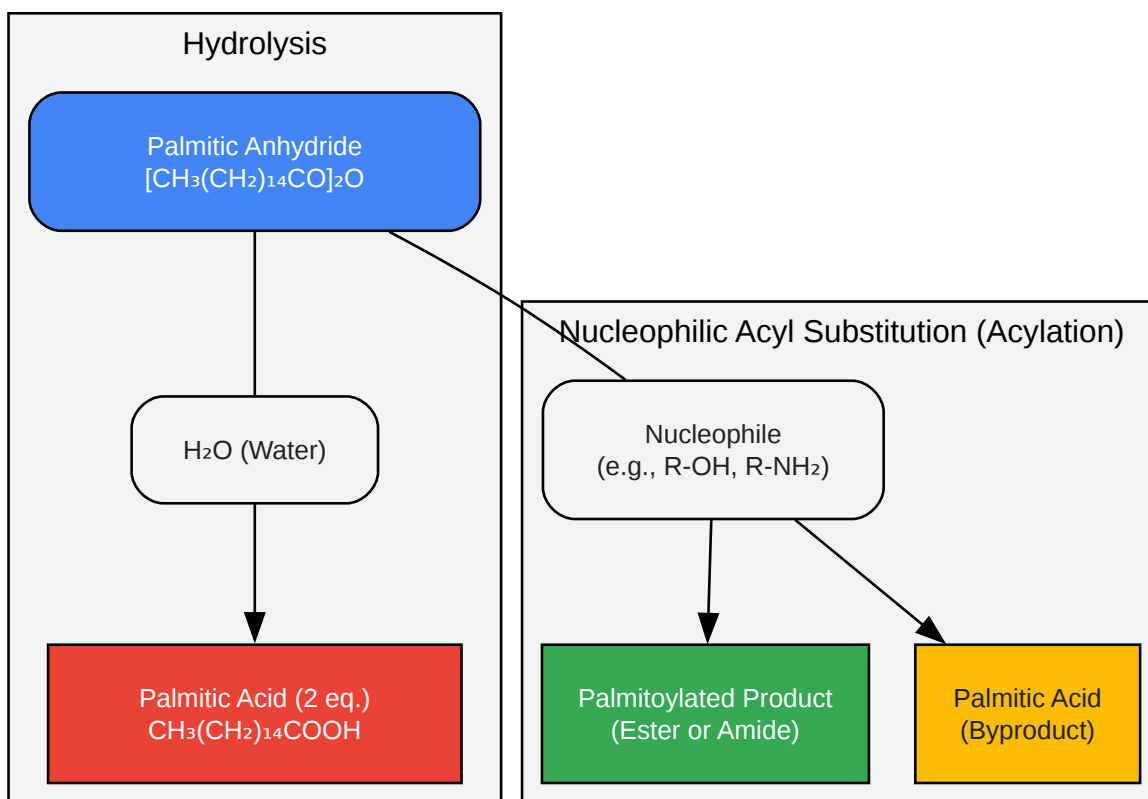 Hydrolysis
Palmitic Anhydride
[CH₃(CH₂)₁₄CO]₂O
H₂O (Water)
Palmitic Acid (2 eq.)
CH₃(CH₂)₁₄COOH
Nucleophilic Acyl Substitution (Acylation)
Nucleophile
(e.g., R-OH, R-NH₂)
Palmitoylated Product
(Ester or Amide)
Palmitic Acid
(Byproduct)